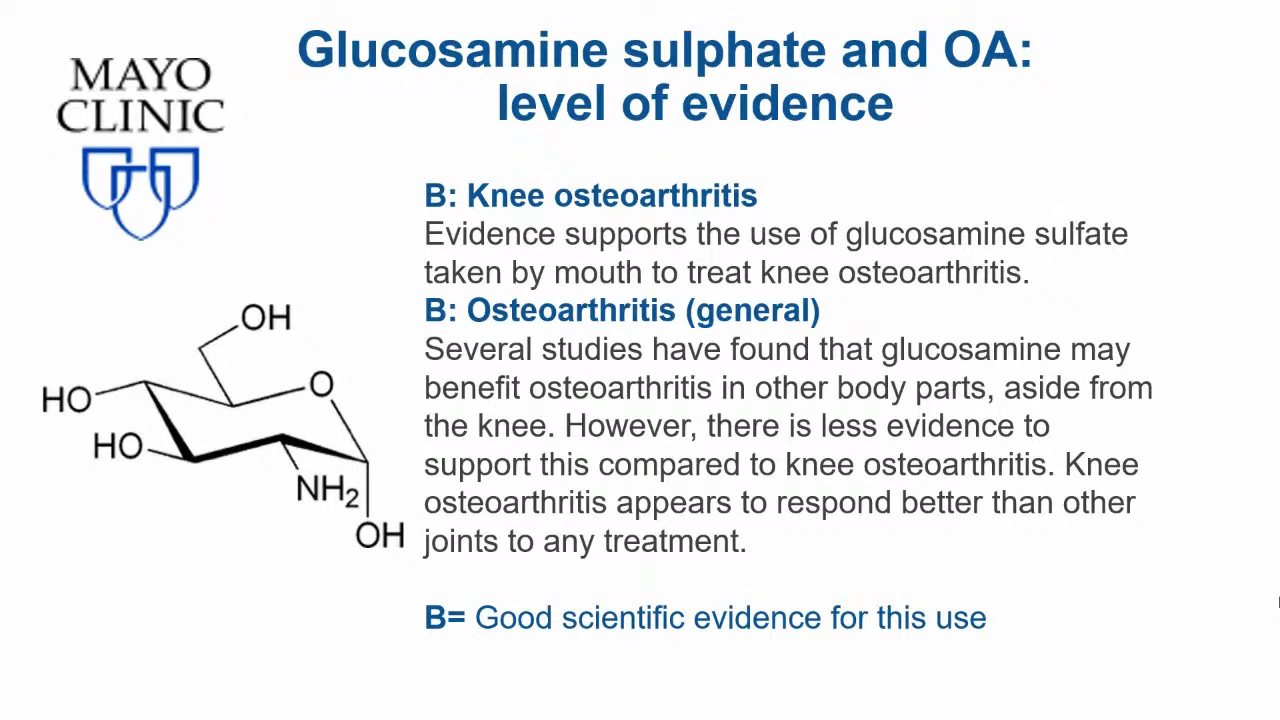 Glucosamine sulphate and OA:
level of evidence
MAYO
CLINIC
B: Knee osteoarthritis
Evidence supports the use of glucosamine sulfate
taken by mouth to treat knee osteoarthritis.
B: Osteoarthritis (general)
Several studies have found that glucosamine may
benefit osteoarthritis in other body parts, aside from
the knee. However, there is less evidence to
support this compared to knee osteoarthritis. Knee
osteoarthritis appears to respond better than other
joints to any treatment.
B= Good scientific evidence for this use
OH
O
HO
HO
NH2
OH